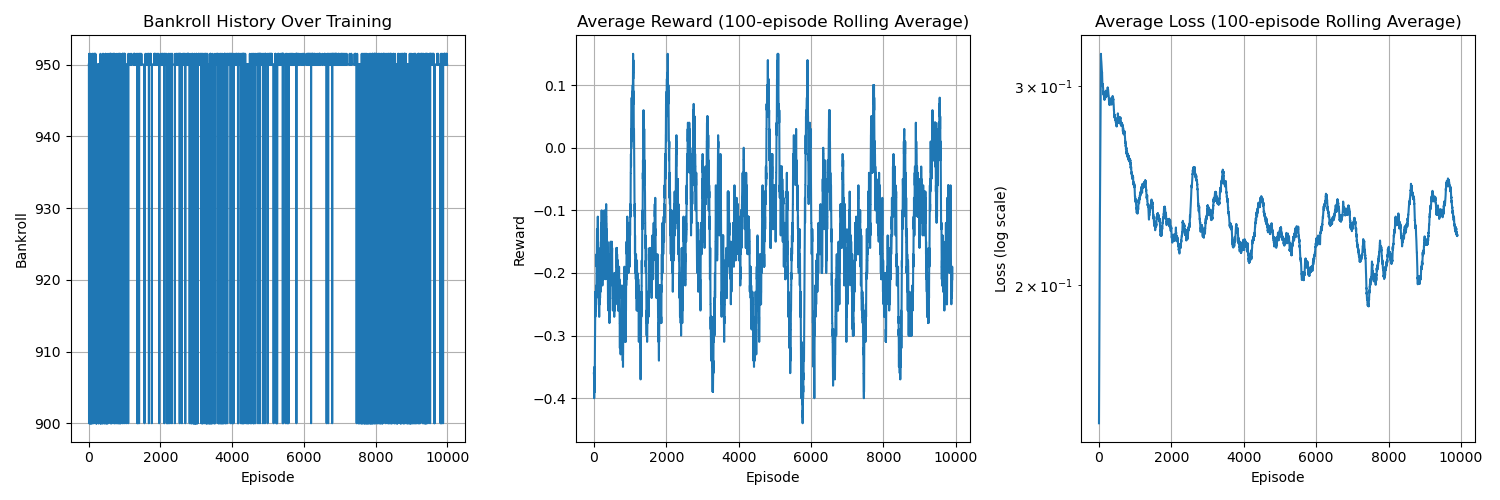 Bankroll History Over Training
Bankroll
950
940
930
920
910
900
0 2000 4000 6000 8000 10000
Episode
Average Reward (100-episode Rolling Average)
Reward
0.1
0.0
−0.1
−0.2
−0.3
−0.4
0 2000 4000 6000 8000 10000
Episode
Average Loss (100-episode Rolling Average)
Loss (log scale)
3 × 10⁻¹
2 × 10⁻¹
0 2000 4000 6000 8000 10000
Episode